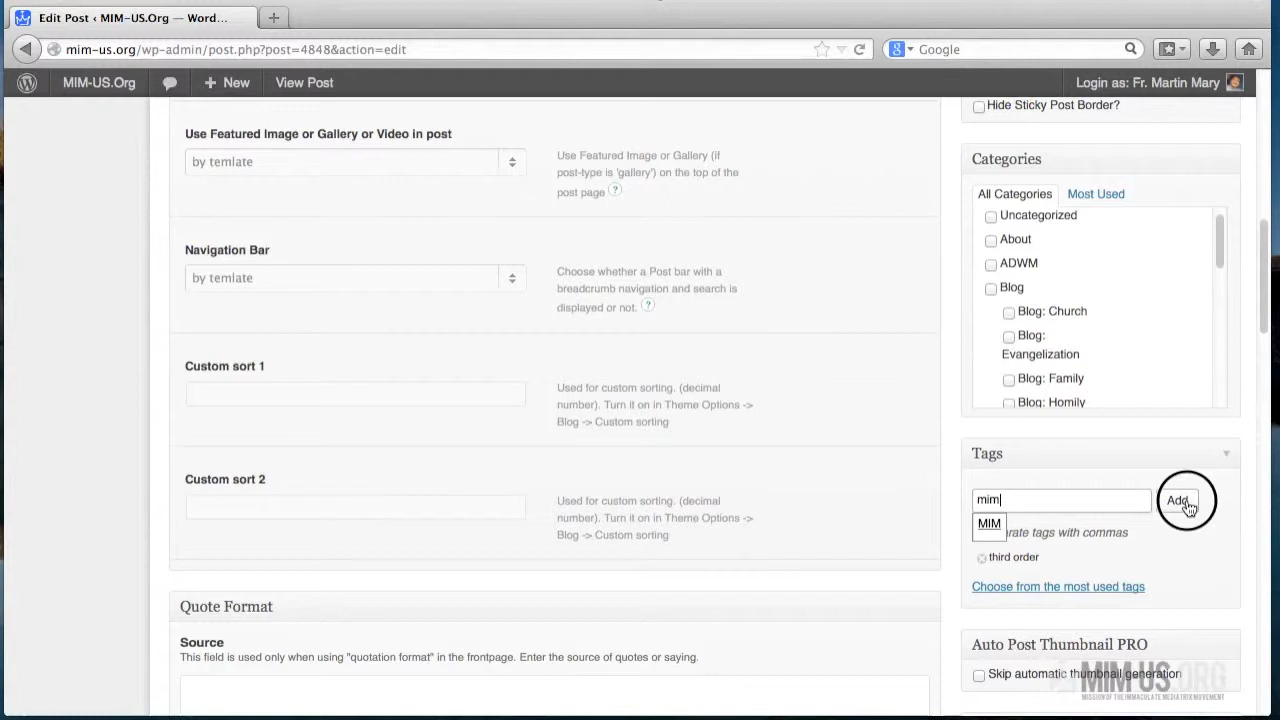 Edit Post ‹ MIM-US.Org — Word...
mim-us.org/wp-admin/post.php?post=4848&action=edit
Google
MIM-US.Org
New
View Post
Login as: Fr. Martin Mary
Use Featured Image or Gallery or Video in post
by temlate
Use Featured Image or Gallery (if
post-type is 'gallery') on the top of the
post page ?
Navigation Bar
by temlate
Choose whether a Post bar with a
breadcrumb navigation and search is
displayed or not. ?
Custom sort 1
Used for custom sorting. (decimal
number). Turn it on in Theme Options ->
Blog -> Custom sorting
Custom sort 2
Used for custom sorting. (decimal
number). Turn it on in Theme Options ->
Blog -> Custom sorting
Quote Format
Source
This field is used only when using "quotation format" in the frontpage. Enter the source of quotes or saying.
Hide Sticky Post Border?
Categories
All Categories Most Used
Uncategorized
About
ADWM
Blog
Blog: Church
Blog:
Evangelization
Blog: Family
Blog: Homily
Tags
mim
Add
MIM
rate tags with commas
third order
Choose from the most used tags
Auto Post Thumbnail PRO
Skip automatic thumbnail generation
MIM-US.ORG
MISSION OF THE IMMACULATE MEDIATRIX MOVEMENT